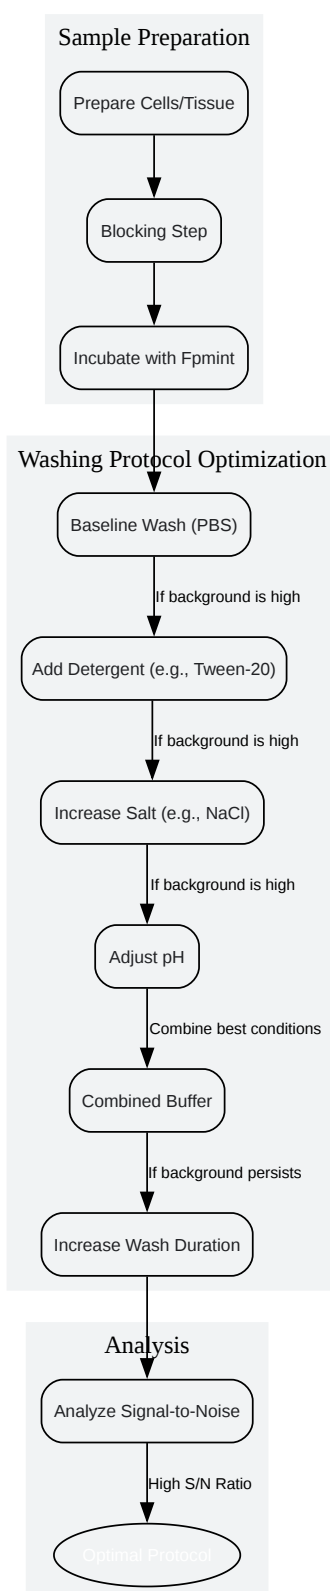 Sample Preparation
Prepare Cells/Tissue
Blocking Step
Incubate with Fpmint
Washing Protocol Optimization
Baseline Wash (PBS)
If background is high
Add Detergent (e.g., Tween-20)
If background is high
Increase Salt (e.g., NaCl)
If background is high
Adjust pH
Combine best conditions
Combined Buffer
If background persists
Increase Wash Duration
Analysis
Analyze Signal-to-Noise
High S/N Ratio
Optimal Protocol